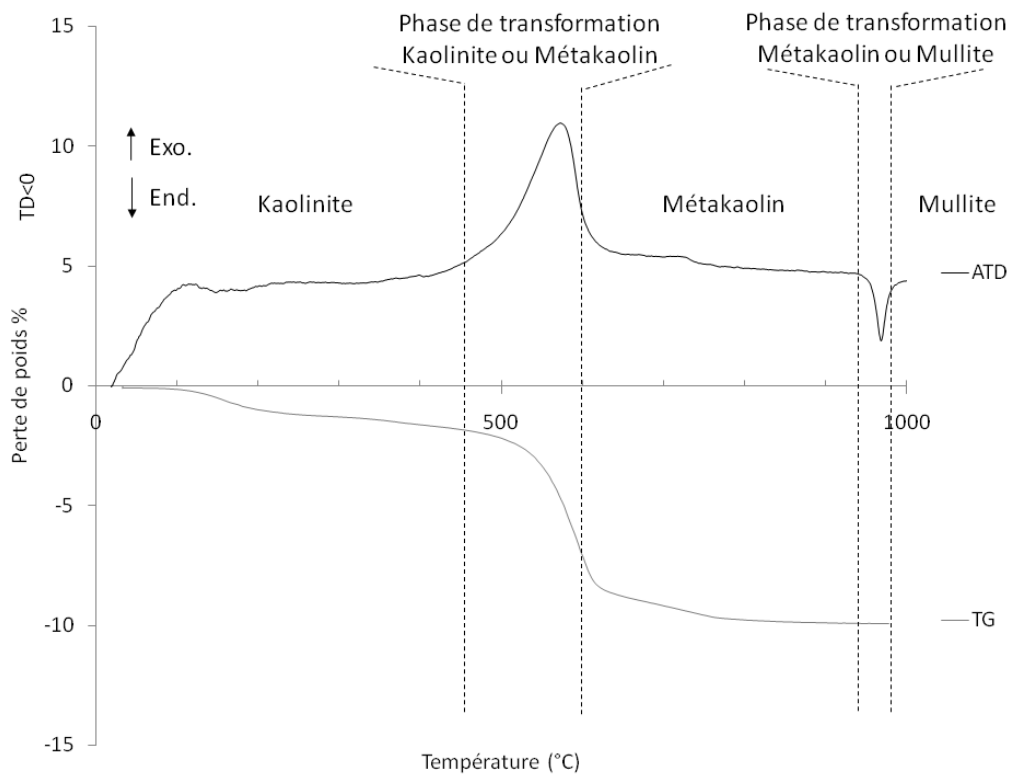 Phase de transformation
Kaolinite ou Métakaolin
Phase de transformation
Métakaolin ou Mullite
15
10
5
0
-5
-10
-15
TD<0
Perte de poids %
Exo.
End.
Kaolinite
Métakaolin
Mullite
ATD
0
500
1000
TG
Température (°C)